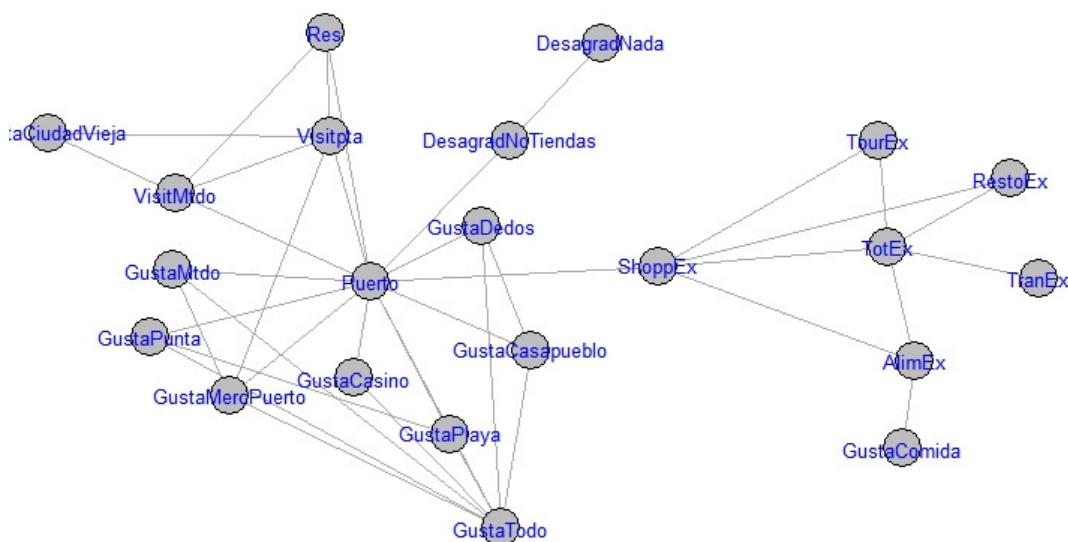 Res
DesagradNada
taCiudadVieja
Visitpta
DesagradNoTiendas
TourEx
VisitMtdo
RestoEx
GustaDedos
TotEx
GustaMtdo
Puerto
ShoppEx
TranEx
GustaPunta
GustaCasapueblo
GustaCasino
AlimEx
GustaMercPuerto
GustaPlaya
GustaComida
GustaTodo